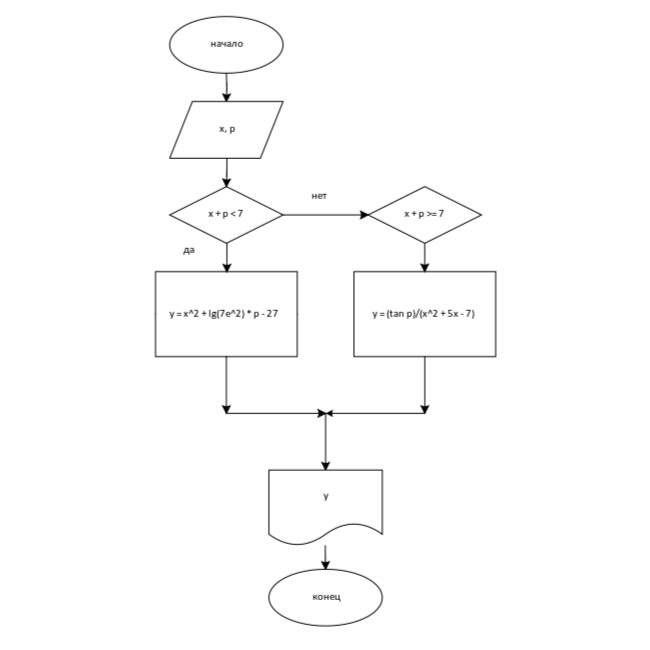 начало
x, p
x + p < 7
нет
x + p >= 7
да
y = x^2 + lg(7e^2) * p - 27
y = (tan p)/(x^2 + 5x - 7)
y
конец